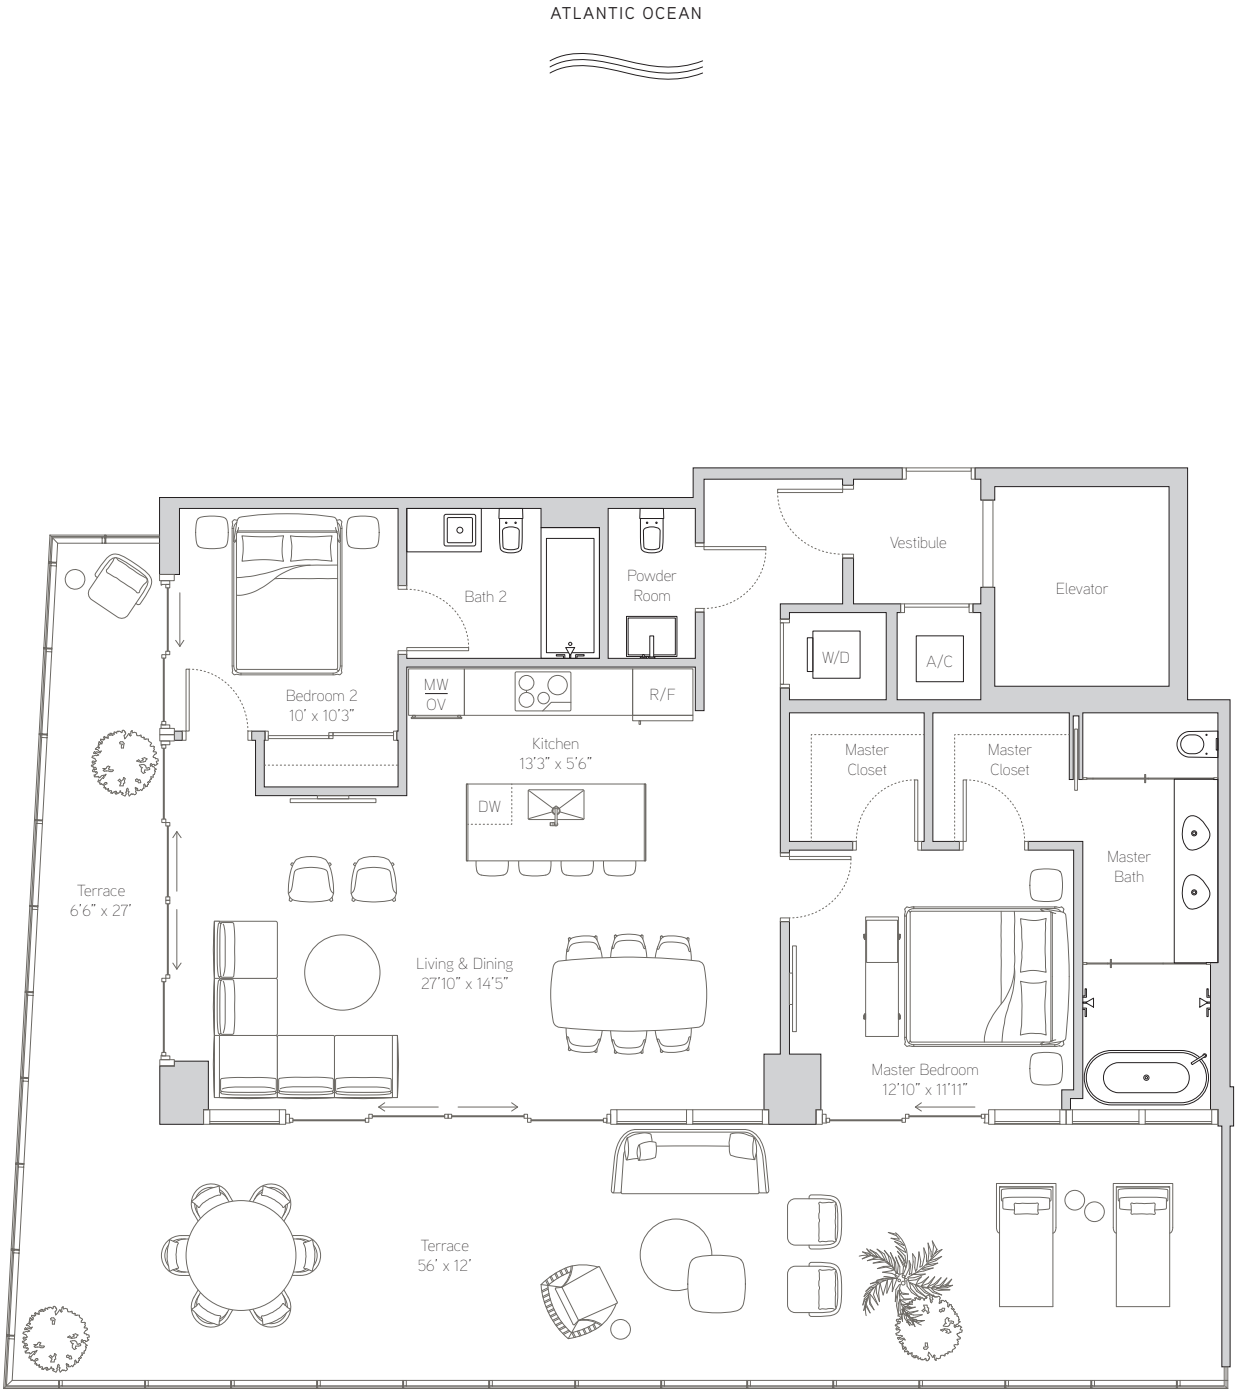 ATLANTIC OCEAN
Vestibule
Powder
Room
Elevator
Bath 2
W/D
A/C
Bedroom 2
10' x 10'3"
MW
OV
R/F
Kitchen
13'3" x 5'6"
Master
Closet
Master
Closet
DW
Master
Bath
Terrace
6'6" x 27'
Living & Dining
27'10" x 14'5"
Master Bedroom
12'10" x 11'11"
Terrace
56' x 12'